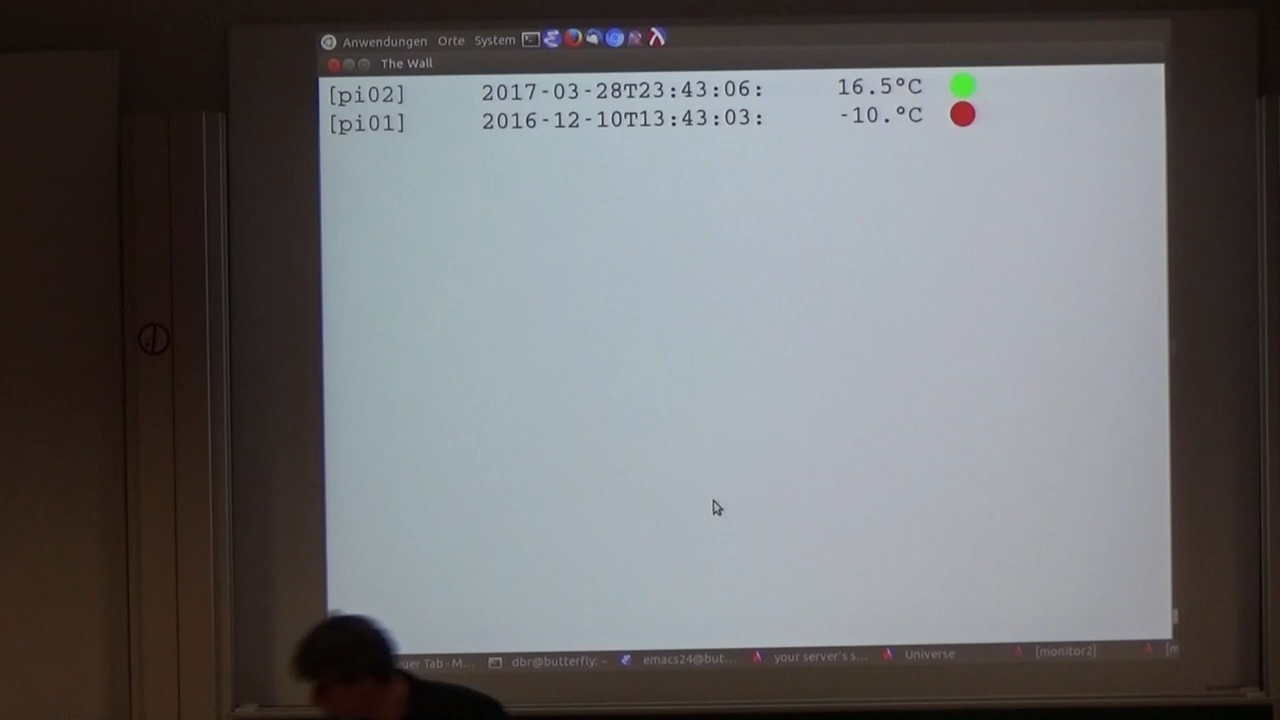 Anwendungen Orte System
The Wall
[pi02] 2017-03-28T23:43:06: 16.5°C
[pi01] 2016-12-10T13:43:03: -10.°C
Tab - M... dbr@butterfly: ~ emacs24@but... your server's s... Universe [monitor2]